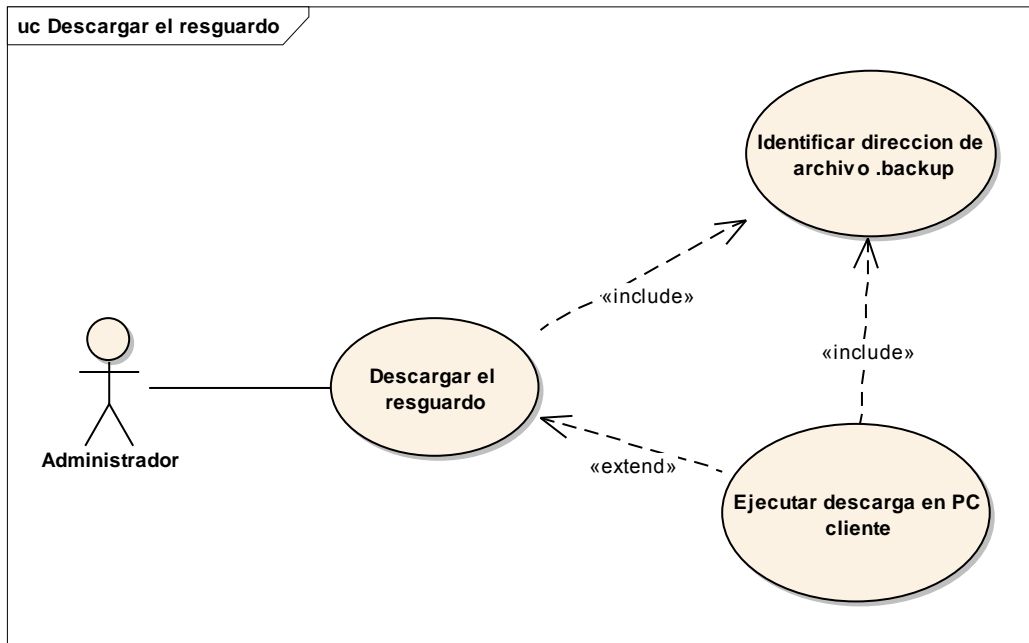 uc Descargar el resguardo
Identificar direccion de
archivo .backup
«include»
«include»
Descargar el
resguardo
Administrador
«extend»
Ejecutar descarga en PC
cliente